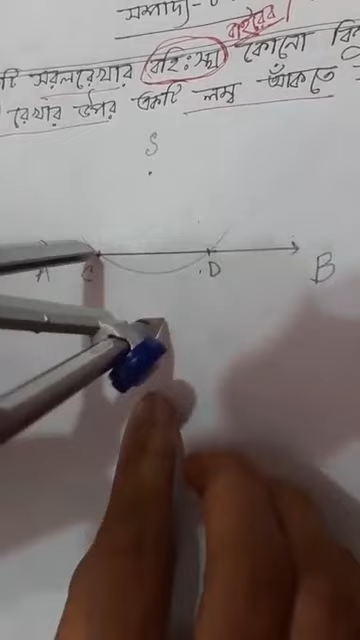 সম্পাদ্য-
বাইরের
টি সরলরেখার বহিঃস্থ কোনো
রেখার উপর একটি লম্ব আঁকতে
S
A C D B